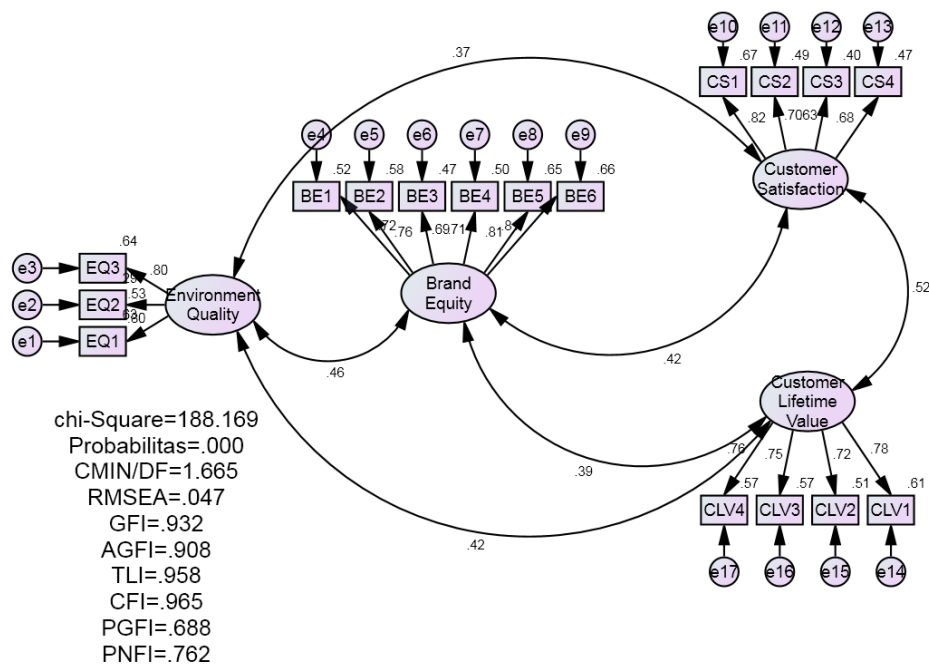 e10 e11 e12 e13
.67 .49 .40 .47
CS1 CS2 CS3 CS4
.82 .70 .63 .68
Customer
Satisfaction
.37
e4 e5 e6 e7 e8 e9
.52 .58 .47 .50 .65 .66
BE1 BE2 BE3 BE4 BE5 BE6
.72 .76 .69 .71 .81
Brand
Equity
.64
e3 EQ3 .80
e2 EQ2 .53
e1 EQ1 .80
Environment
Quality
.46
.42
.52
.39
.42
Customer
Lifetime
Value
.76 .75 .72 .78
.57 .57 .51 .61
CLV4 CLV3 CLV2 CLV1
e17 e16 e15 e14
chi-Square=188.169
Probabilitas=.000
CMIN/DF=1.665
RMSEA=.047
GFI=.932
AGFI=.908
TLI=.958
CFI=.965
PGFI=.688
PNFI=.762